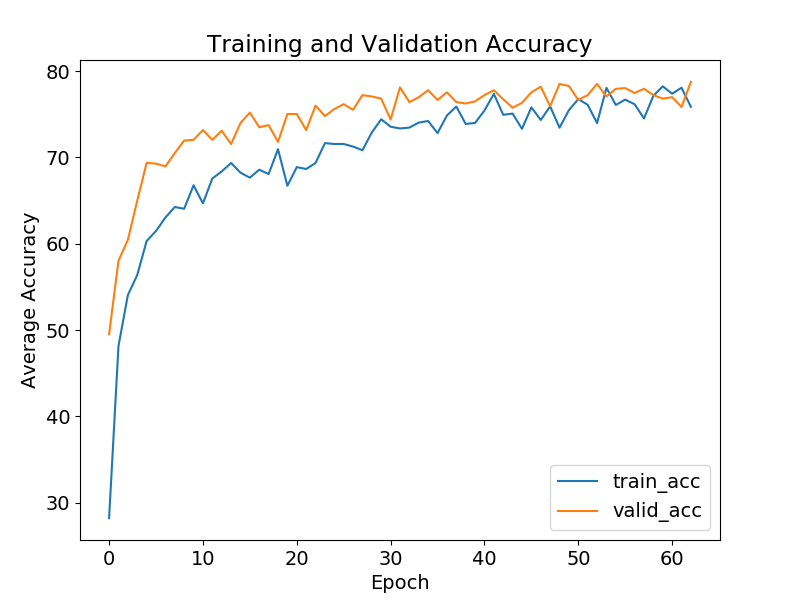 Training and Validation Accuracy
Average Accuracy
80
70
60
50
40
30
train_acc
valid_acc
0 10 20 30 40 50 60
Epoch